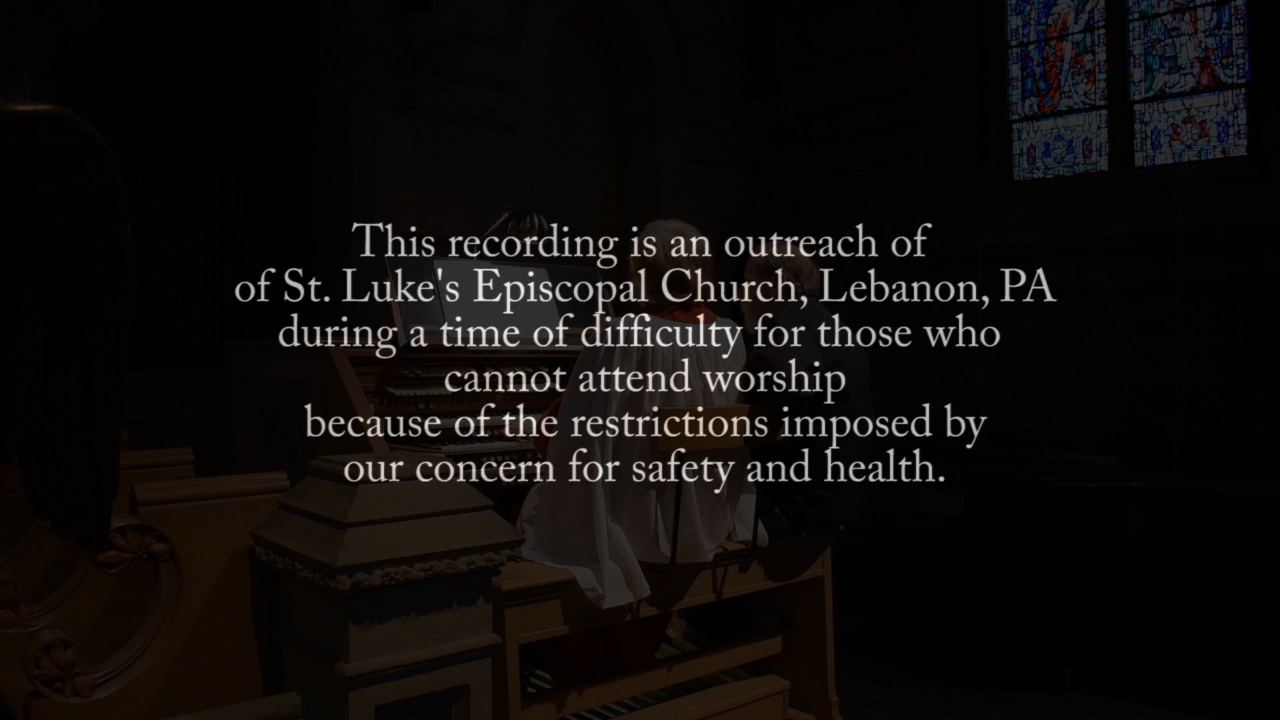 This recording is an outreach of
of St. Luke's Episcopal Church, Lebanon, PA
during a time of difficulty for those who
cannot attend worship
because of the restrictions imposed by
our concern for safety and health.